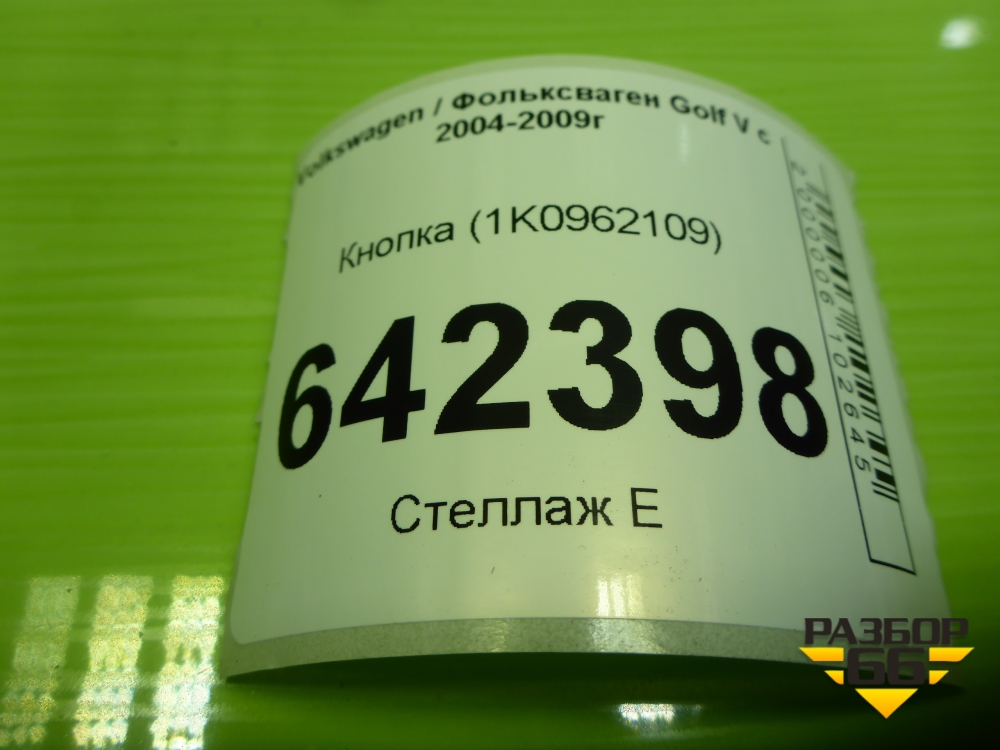 Volkswagen / Фольксваген Golf V с
2004-2009г
Кнопка (1K0962109)
642398
Стеллаж Е
2000006102645
РАЗБОР
66